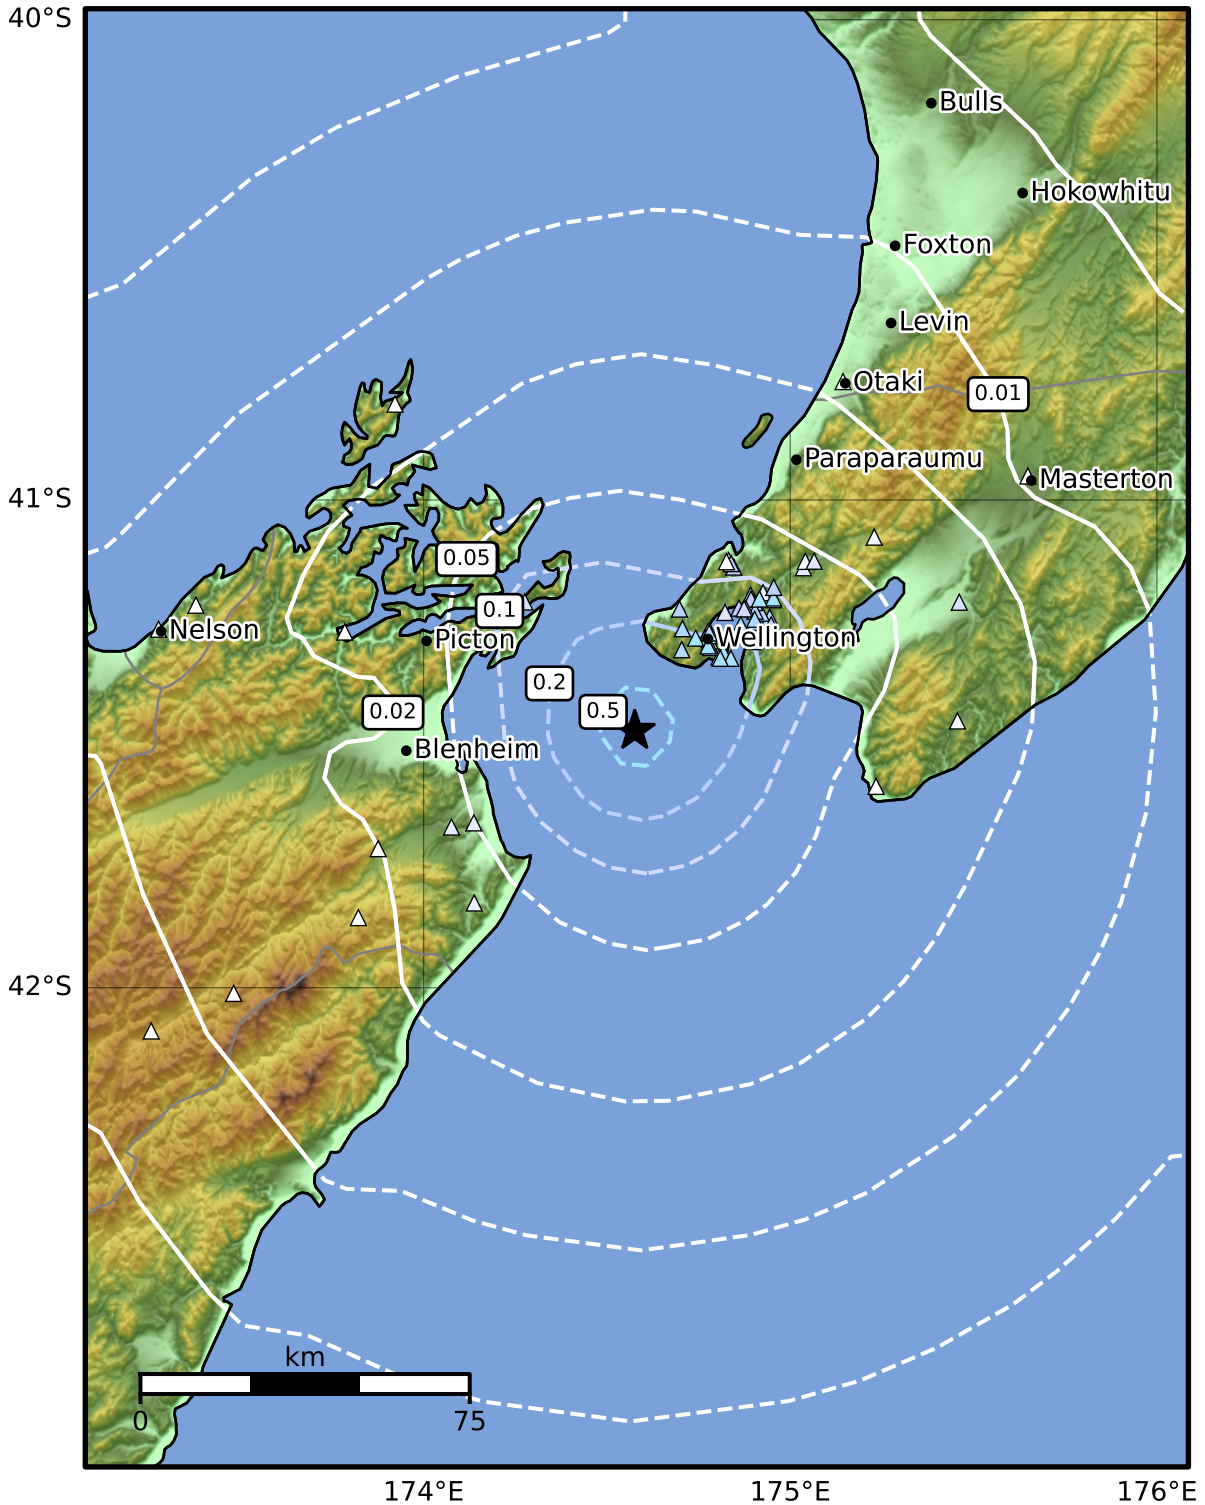 40°S
Bulls
Hokowhitu
Foxton
Levin
Otaki
0.01
Paraparaumu
Masterton
41°S
0.05
0.1
Nelson
Picton
Wellington
0.2
0.02
0.5
Blenheim
42°S
km
0 75
174°E 175°E 176°E